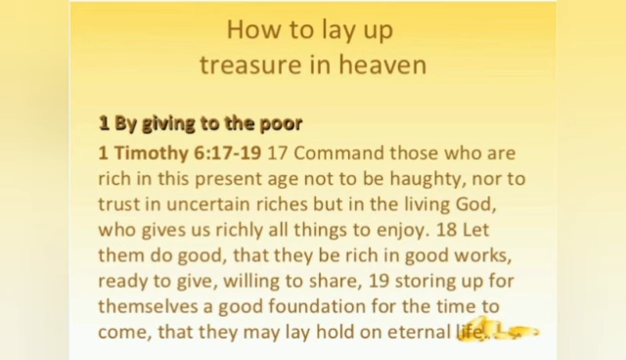 How to lay up
treasure in heaven
1 By giving to the poor
1 Timothy 6:17-19 17 Command those who are
rich in this present age not to be haughty, nor to
trust in uncertain riches but in the living God,
who gives us richly all things to enjoy. 18 Let
them do good, that they be rich in good works,
ready to give, willing to share, 19 storing up for
themselves a good foundation for the time to
come, that they may lay hold on eternal life.